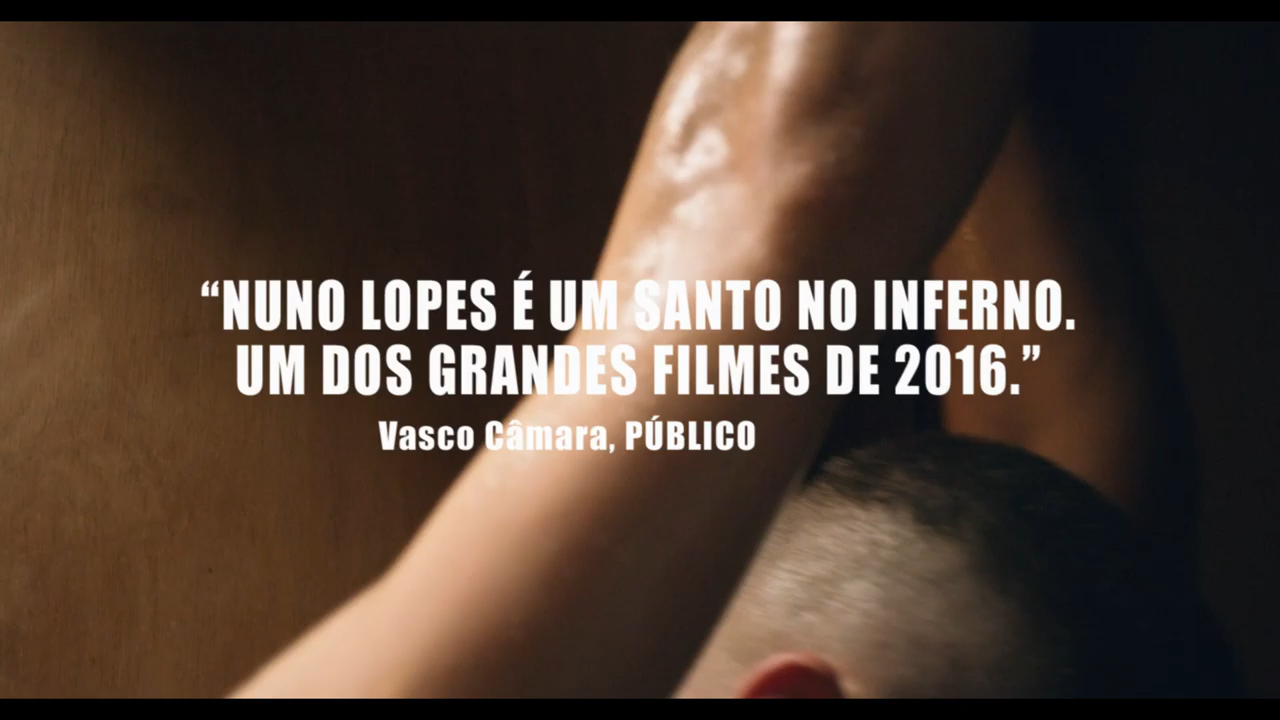 “NUNO LOPES É UM SANTO NO INFERNO.
UM DOS GRANDES FILMES DE 2016.”
Vasco Câmara, PÚBLICO